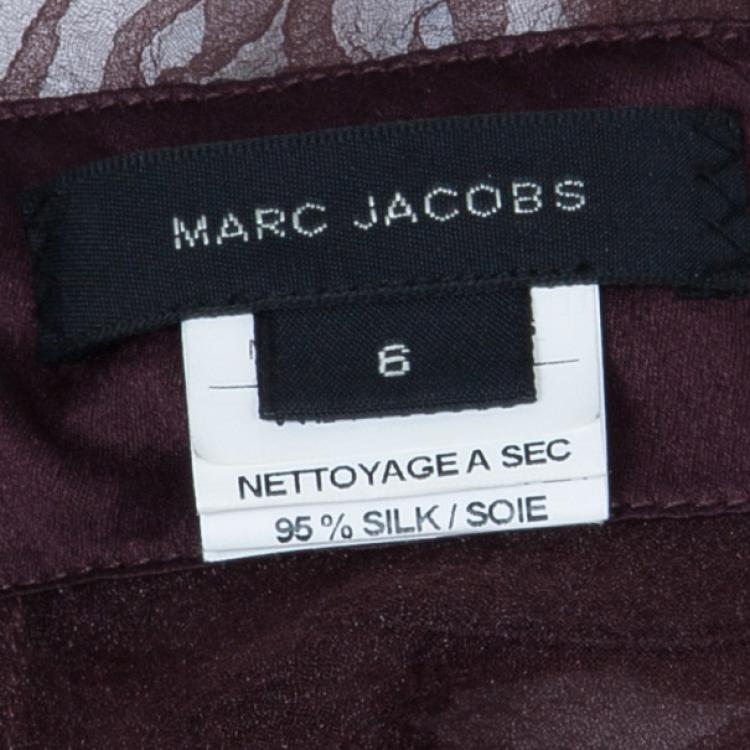 MARC JACOBS
6
NETTOYAGE A SEC
95 % SILK / SOIE